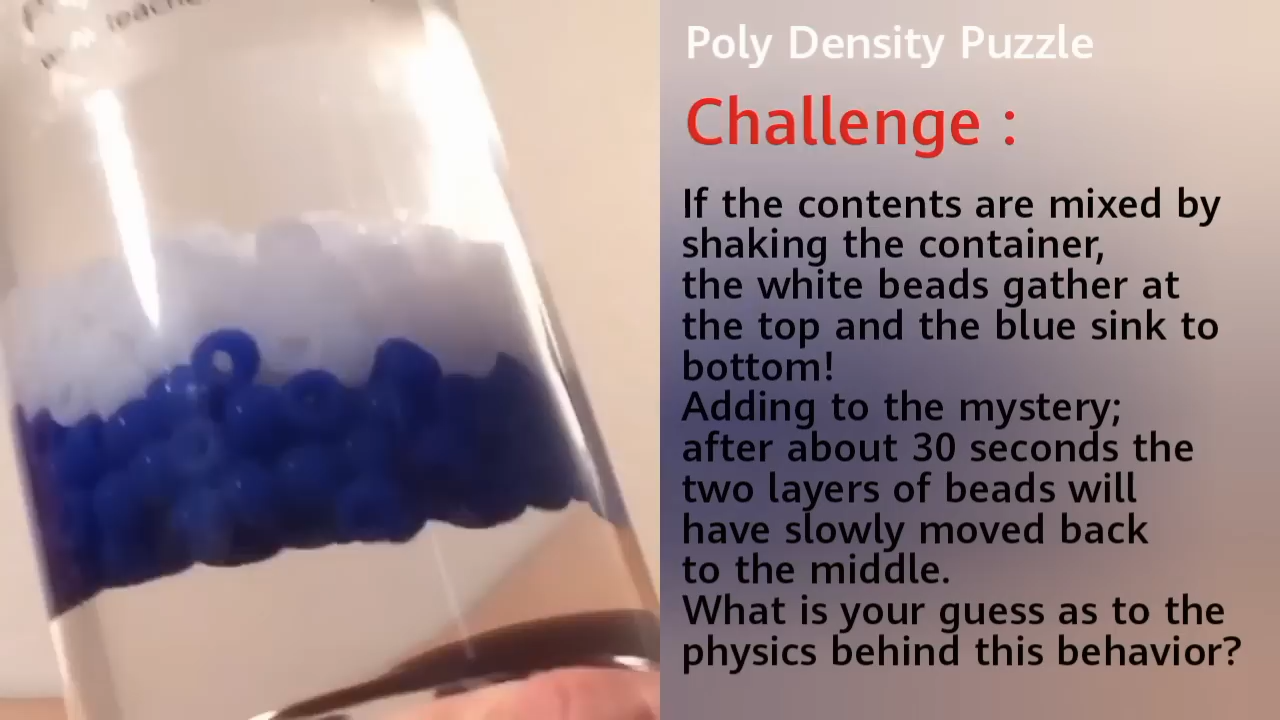 teache
Poly Density Puzzle
Challenge :
If the contents are mixed by
shaking the container,
the white beads gather at
the top and the blue sink to
bottom!
Adding to the mystery;
after about 30 seconds the
two layers of beads will
have slowly moved back
to the middle.
What is your guess as to the
physics behind this behavior?